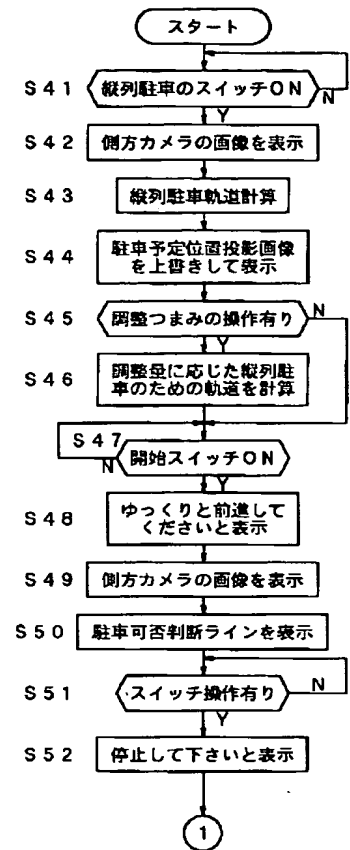 スタート
S41 縦列駐車のスイッチON
N
Y
S42 側方カメラの画像を表示
S43 縦列駐車軌道計算
S44 駐車予定位置投影画像
を上書きして表示
S45 調整つまみの操作有り
N
Y
S46 調整量に応じた縦列駐
車のための軌道を計算
S47 開始スイッチON
N
Y
S48 ゆっくりと前進して
くださいと表示
S49 側方カメラの画像を表示
S50 駐車可否判断ラインを表示
S51 スイッチ操作有り
N
Y
S52 停止して下さいと表示
1